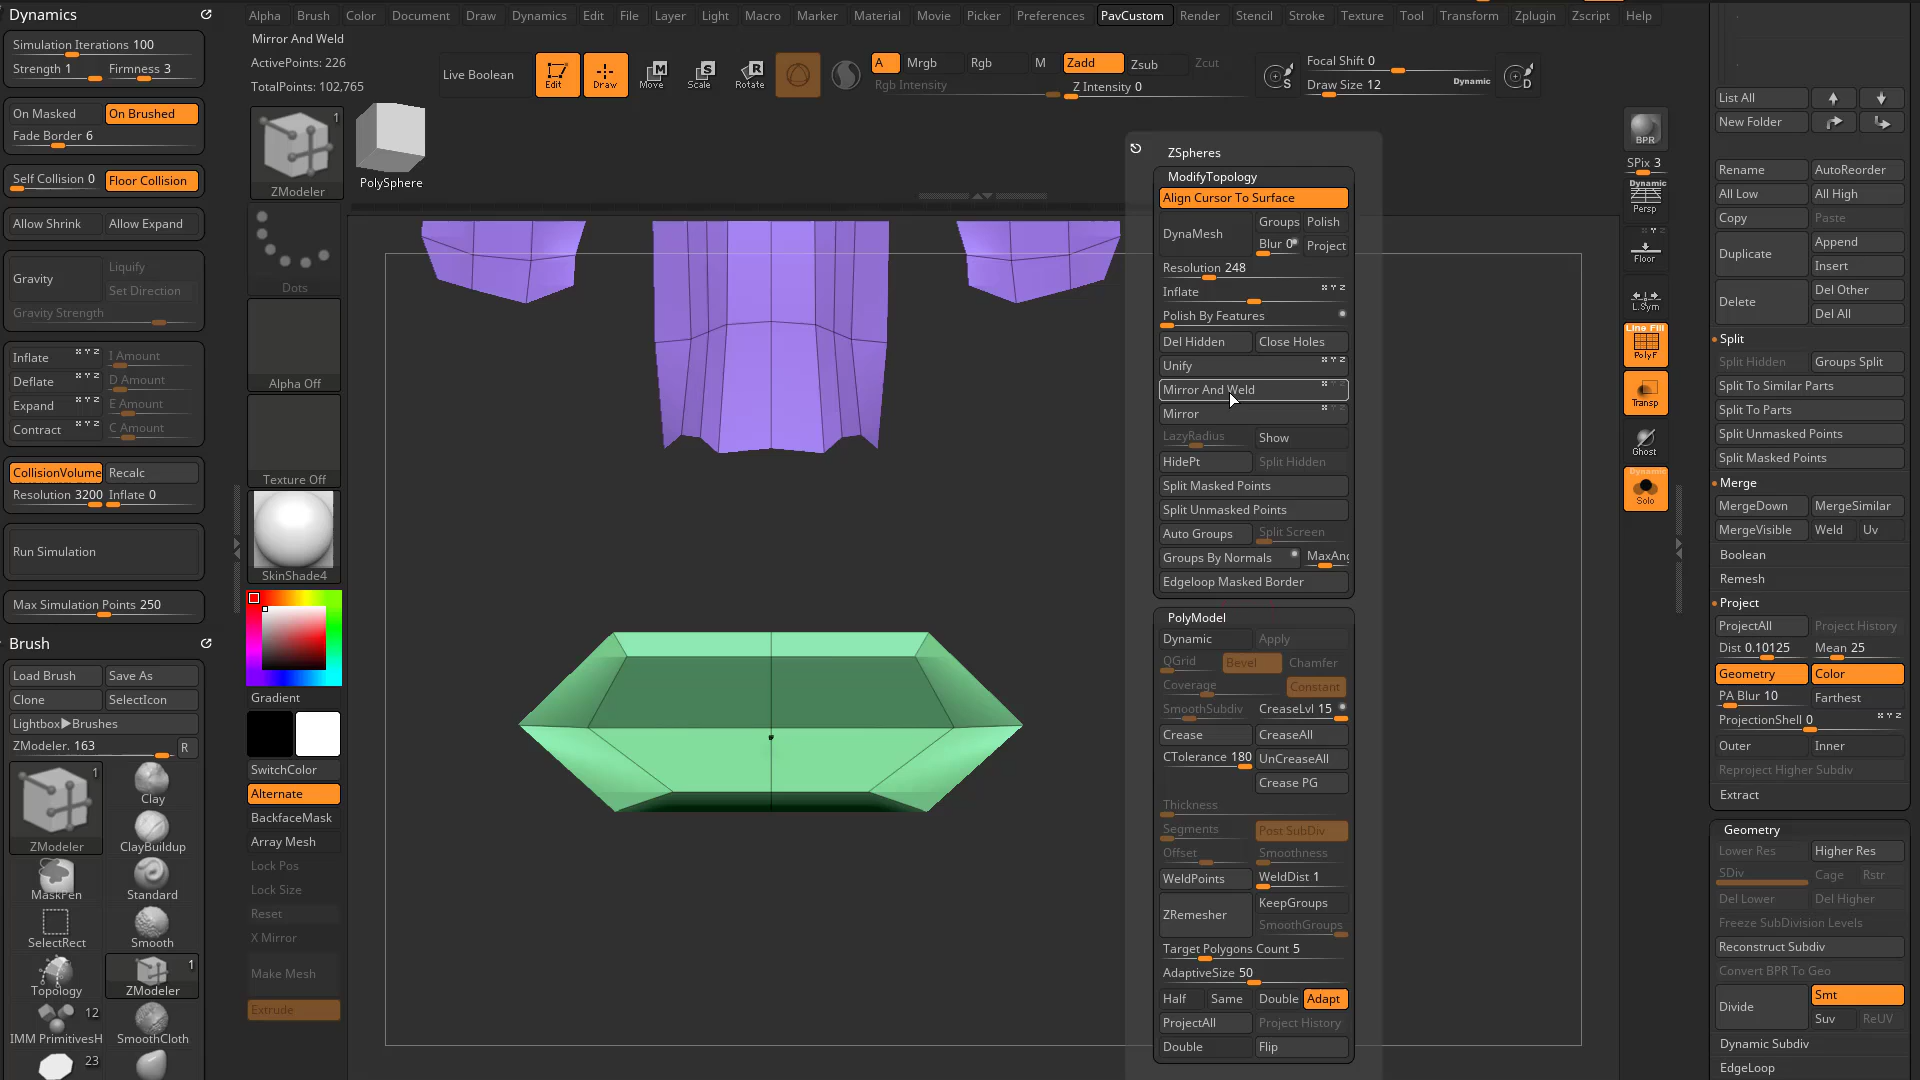 Dynamics
Simulation Iterations 100
Strength 1 Firmness 3
On Masked On Brushed
Fade Border 6
Self Collision 0 Floor Collision
Allow Shrink Allow Expand
Gravity Liquify
Set Direction
Gravity Strength
Inflate X Y Z I Amount
Deflate X Y Z D Amount
Expand X Y Z E Amount
Contract X Y Z C Amount
CollisionVolume Recalc
Resolution 3200 Inflate 0
Run Simulation
Max Simulation Points 250
Brush
Load Brush Save As
Clone SelectIcon
Lightbox▶Brushes
ZModeler. 163 R
1
ZModeler
Clay
ClayBuildup
MaskPen Standard
SelectRect Smooth
1
Topology ZModeler
12
IMM PrimitivesH SmoothCloth
23
Alpha Brush Color Document Draw Dynamics Edit File Layer Light Macro Marker Material Movie Picker Preferences PavCustom Render Stencil Stroke Texture Tool Transform Zplugin Zscript Help
Mirror And Weld
ActivePoints: 226
TotalPoints: 102,765
Live Boolean
Edit Draw Move Scale Rotate
A Mrgb Rgb M Zadd Zsub Zcut
Rgb Intensity Z Intensity 0
Focal Shift 0
Draw Size 12 Dynamic
S D
1
ZModeler
PolySphere
Dots
Alpha Off
Texture Off
SkinShade4
Gradient
SwitchColor
Alternate
BackfaceMask
Array Mesh
Lock Pos
Lock Size
Reset
X Mirror
Make Mesh
Extrude
ZSpheres
ModifyTopology
Align Cursor To Surface
DynaMesh Groups Polish
Blur 0 Project
Resolution 248
Inflate X Y Z
Polish By Features
Del Hidden Close Holes
Unify X Y Z
Mirror And Weld X Y Z
Mirror X Y Z
LazyRadius Show
HidePt Split Hidden
Split Masked Points
Split Unmasked Points
Auto Groups Split Screen
Groups By Normals MaxAng
Edgeloop Masked Border
PolyModel
Dynamic Apply
QGrid Bevel Chamfer
Coverage Constant
SmoothSubdiv CreaseLvl 15
Crease CreaseAll
CTolerance 180 UnCreaseAll
Crease PG
Thickness
Segments Post SubDiv
Offset Smoothness
WeldPoints WeldDist 1
ZRemesher KeepGroups
SmoothGroups
Target Polygons Count 5
AdaptiveSize 50
Half Same Double Adapt
ProjectAll Project History
Double Flip
BPR
SPix 3
Dynamic
Persp
X Y Z
Floor
L.Sym
Line Fill
PolyF
Transp
Ghost
Dynamic
Solo
List All
New Folder
Rename AutoReorder
All Low All High
Copy Paste
Duplicate Append
Insert
Delete Del Other
Del All
Split
Split Hidden Groups Split
Split To Similar Parts
Split To Parts
Split Unmasked Points
Split Masked Points
Merge
MergeDown MergeSimilar
MergeVisible Weld Uv
Boolean
Remesh
Project
ProjectAll Project History
Dist 0.10125 Mean 25
Geometry Color
PA Blur 10 Farthest
ProjectionShell 0 X Y Z
Outer Inner
Reproject Higher Subdiv
Extract
Geometry
Lower Res Higher Res
SDiv Cage Rstr
Del Lower Del Higher
Freeze SubDivision Levels
Reconstruct Subdiv
Convert BPR To Geo
Divide Smt
Suv ReUV
Dynamic Subdiv
EdgeLoop